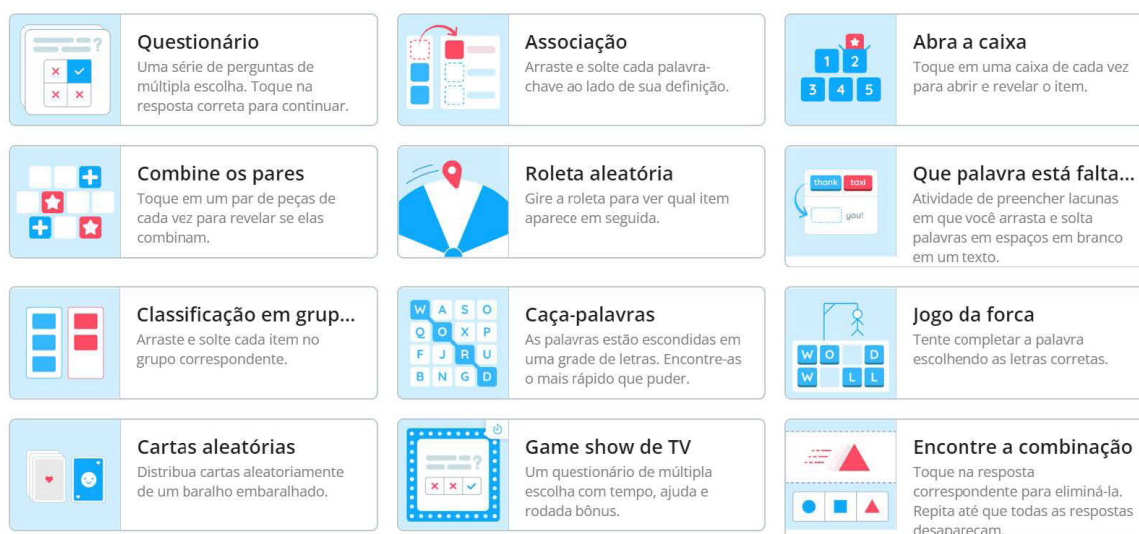 Questionário
Uma série de perguntas de
múltipla escolha. Toque na
resposta correta para continuar.
Associação
Arraste e solte cada palavra-
chave ao lado de sua definição.
Abra a caixa
Toque em uma caixa de cada vez
para abrir e revelar o item.
1 2
3 4 5
Combine os pares
Toque em um par de peças de
cada vez para revelar se elas
combinam.
Roleta aleatória
Gire a roleta para ver qual item
aparece em seguida.
thank taxi
you!
Que palavra está falta...
Atividade de preencher lacunas
em que você arrasta e solta
palavras em espaços em branco
em um texto.
Classificação em grup...
Arraste e solte cada item no
grupo correspondente.
W A S O
Q O X P
F J R U
B N G D
Caça-palavras
As palavras estão escondidas em
uma grade de letras. Encontre-as
o mais rápido que puder.
W O D
W L L
Jogo da forca
Tente completar a palavra
escolhendo as letras corretas.
Cartas aleatórias
Distribua cartas aleatoriamente
de um baralho embaralhado.
?
Game show de TV
Um questionário de múltipla
escolha com tempo, ajuda e
rodada bônus.
Encontre a combinação
Toque na resposta
correspondente para eliminá-la.
Repita até que todas as respostas
desapareçam.